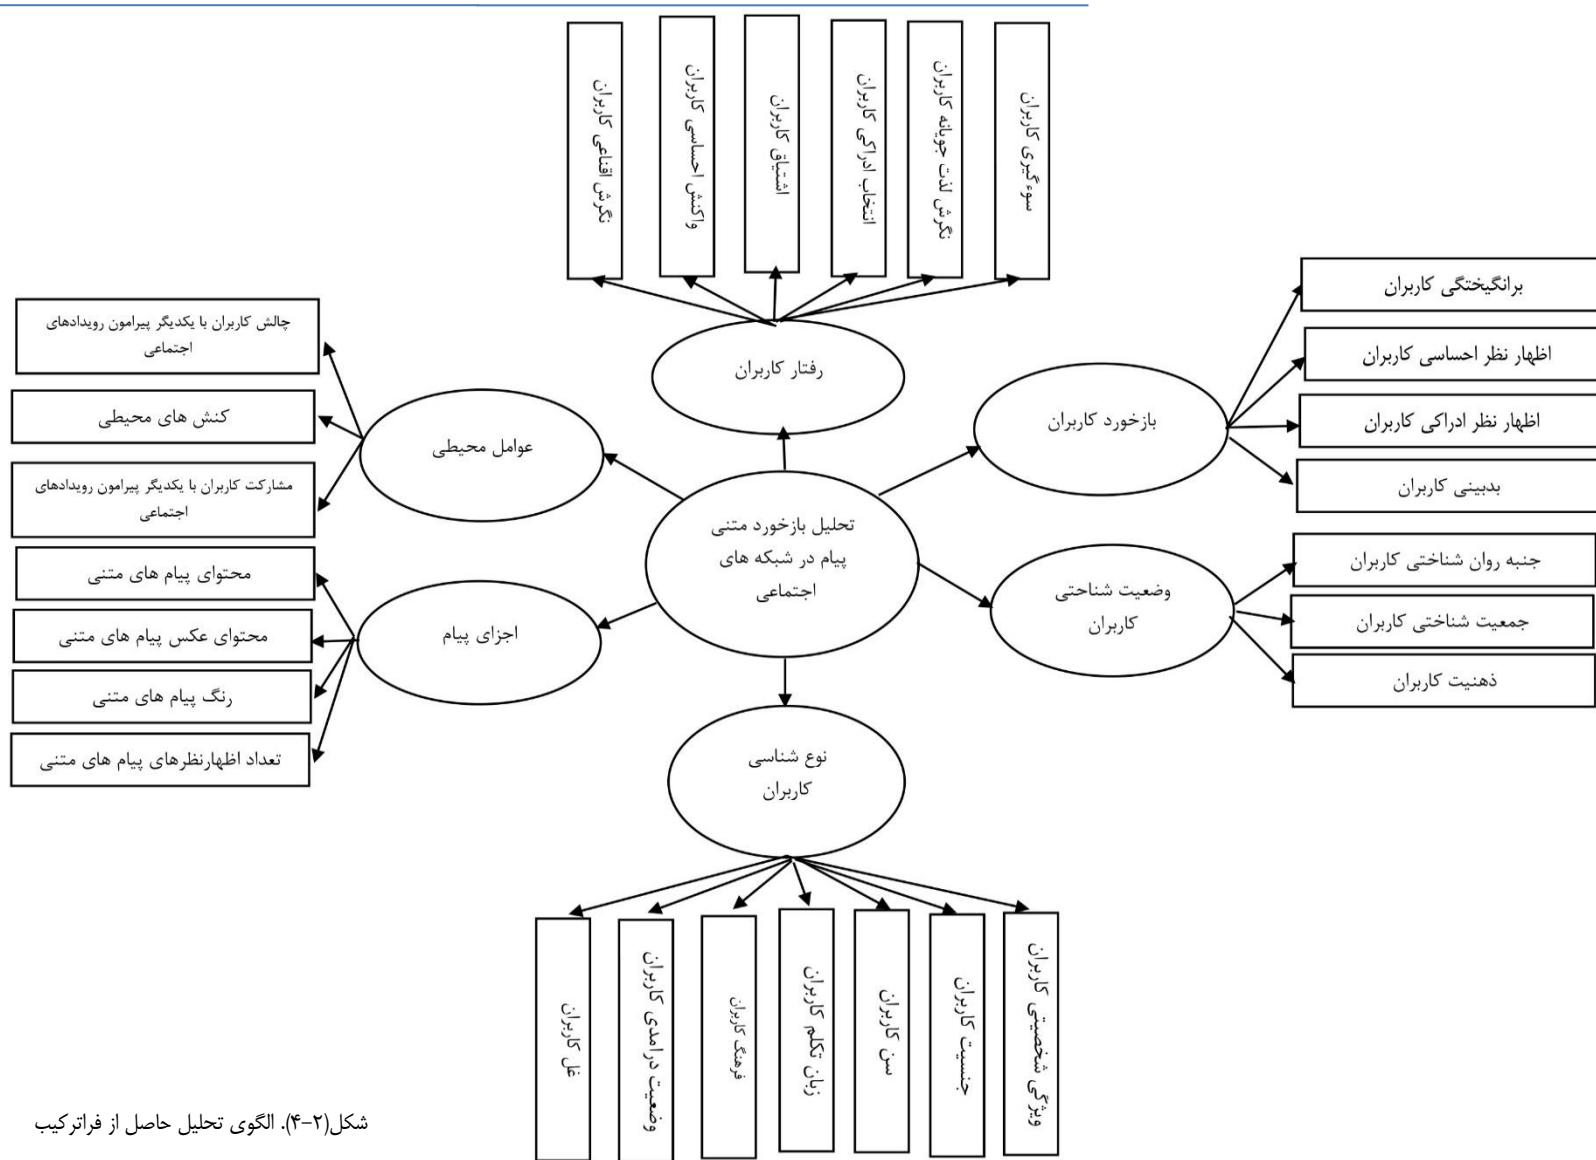 سوءگیری کاربران
نگرش لذت جویانه کاربران
انتخاب ادراکی کاربران
اشتیاق کاربران
واکنش احساسی کاربران
نگرش اقناعی کاربران
رفتار کاربران
برانگیختگی کاربران
اظهار نظر احساسی کاربران
اظهار نظر ادراکی کاربران
بدبینی کاربران
بازخورد کاربران
جنبه روان شناختی کاربران
جمعیت شناختی کاربران
ذهنیت کاربران
وضعیت شناحتی
کاربران
تحلیل بازخورد متنی
پیام در شبکه های
اجتماعی
عوامل محیطی
چالش کاربران با یکدیگر پیرامون رویدادهای
اجتماعی
کنش های محیطی
مشارکت کاربران با یکدیگر پیرامون رویدادهای
اجتماعی
اجزای پیام
محتوای پیام های متنی
محتوای عکس پیام های متنی
رنگ پیام های متنی
تعداد اظهارنظرهای پیام های متنی
نوع شناسی
کاربران
ویژگی شخصیتی کاربران
جنسیت کاربران
سن کاربران
زبان تکلم کاربران
فرهنگ کاربران
وضعیت درامدی کاربران
غل کاربران
شکل(۲-۴). الگوی تحلیل حاصل از فراترکیب